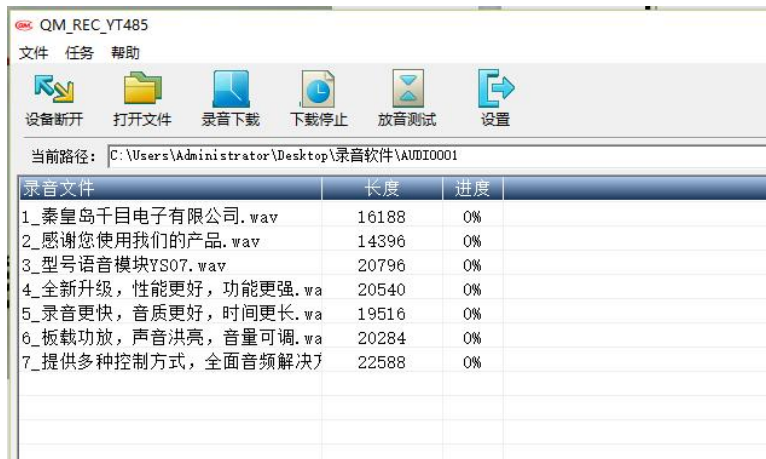 QM QM_REC_YT485
文件 任务 帮助
设备断开 打开文件 录音下载 下载停止 放音测试 设置
当前路径: C:\Users\Administrator\Desktop\录音软件\AUDIO001
录音文件 长度 进度
1_秦皇岛千目电子有限公司.wav 16188 0%
2_感谢您使用我们的产品.wav 14396 0%
3_型号语音模块YS07.wav 20796 0%
4_全新升级，性能更好，功能更强.wa 20540 0%
5_录音更快，音质更好，时间更长.wa 19516 0%
6_板载功放，声音洪亮，音量可调.wa 20284 0%
7_提供多种控制方式，全面音频解决方 22588 0%